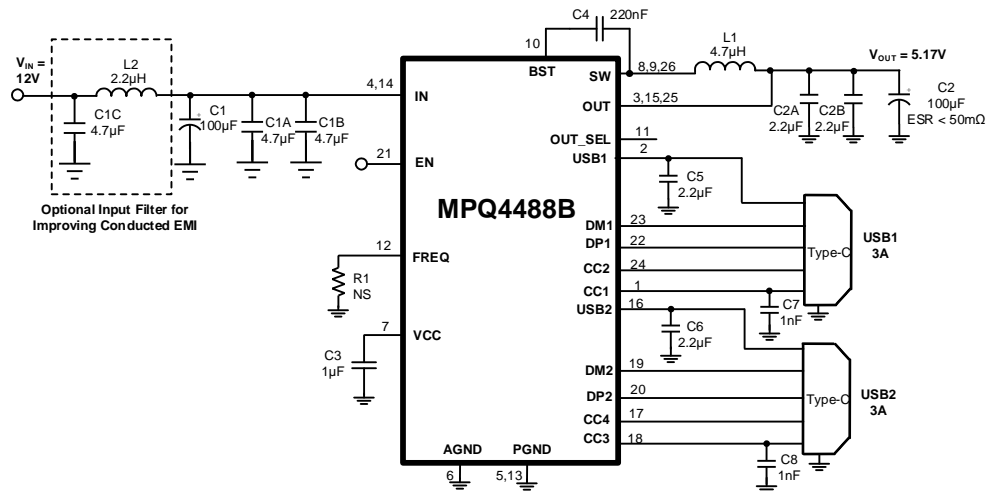 C4
220nF
10
BST
V_IN =
12V
L2
2.2µH
C1C
4.7µF
C1
100µF
C1A
4.7µF
C1B
4.7µF
4,14
IN
21
EN
Optional Input Filter for
Improving Conducted EMI
12
FREQ
R1
NS
7
VCC
C3
1µF
MPQ4488B
AGND
6
PGND
5,13
SW
8,9,26
L1
4.7µH
V_OUT = 5.17V
OUT
3,15,25
C2A
2.2µF
C2B
2.2µF
C2
100µF
ESR < 50mΩ
OUT_SEL
11
USB1
2
C5
2.2µF
DM1
23
DP1
22
CC2
24
CC1
1
C7
1nF
Type-C
USB1
3A
USB2
16
C6
2.2µF
DM2
19
DP2
20
CC4
17
CC3
18
C8
1nF
Type-C
USB2
3A